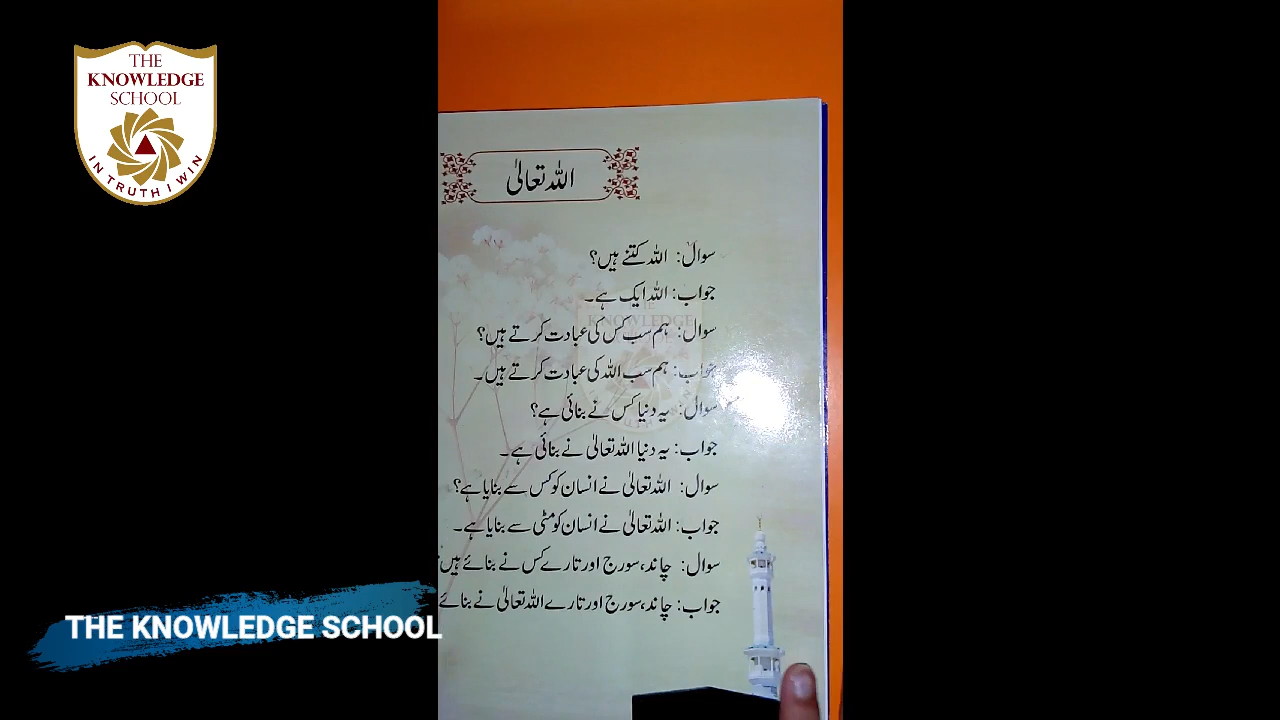 THE
KNOWLEDGE
SCHOOL
IN TRUTH I WIN
اللہ تعالیٰ
سوال: اللہ کتنے ہیں؟
جواب: اللہ ایک ہے۔
سوال: ہم سب کس کی عبادت کرتے ہیں؟
جواب: ہم سب اللہ کی عبادت کرتے ہیں۔
سوال: یہ دنیا کس نے بنائی ہے؟
جواب: یہ دنیا اللہ تعالیٰ نے بنائی ہے۔
سوال: اللہ تعالیٰ نے انسان کو کس سے بنایا ہے؟
جواب: اللہ تعالیٰ نے انسان کو مٹی سے بنایا ہے۔
سوال: چاند، سورج اور تارے کس نے بنائے ہیں
جواب: چاند، سورج اور تارے اللہ تعالیٰ نے بنائے
THE KNOWLEDGE SCHOOL